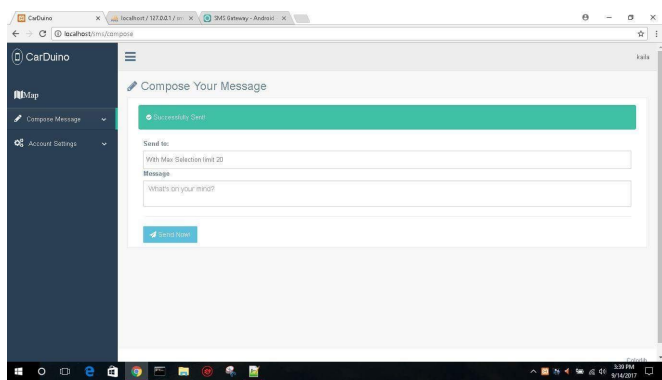 CarDuino
localhost / 127.0.0.1 /
SMS Gateway - Android
localhost/sms/compose
CarDuino
kaila
Map
Compose Your Message
Compose Message
Successfully Sent!
Account Settings
Send to:
With Max Selection limit 20
Message
What's on your mind?
Send Now!
3:39 PM
9/14/2017